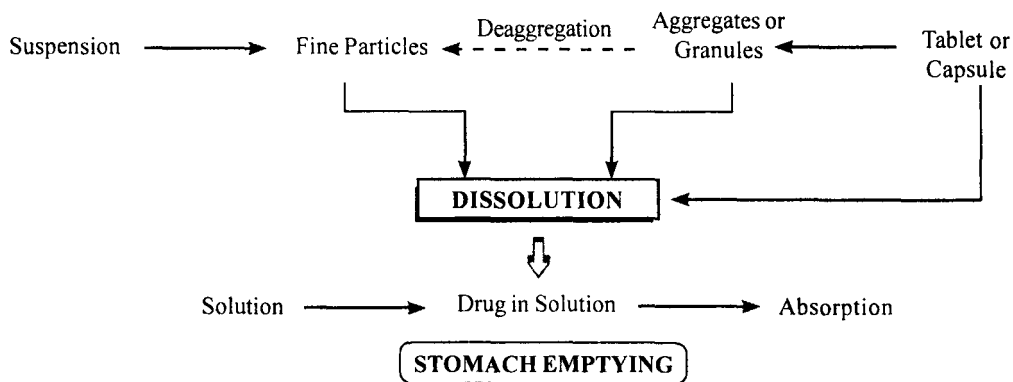 Suspension
Fine Particles
Deaggregation
Aggregates or
Granules
Tablet or
Capsule
DISSOLUTION
Solution
Drug in Solution
Absorption
STOMACH EMPTYING